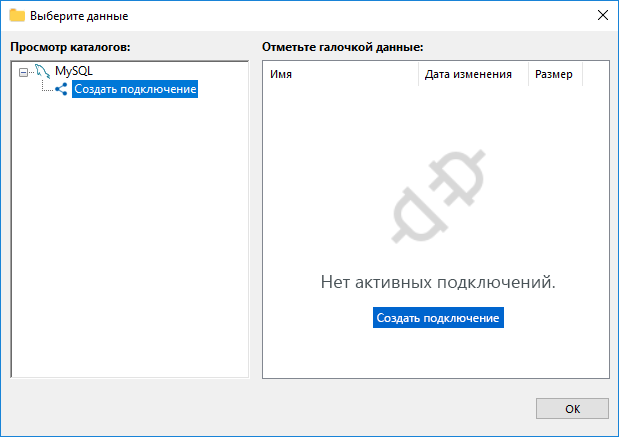 Выберите данные
Просмотр каталогов:
Отметьте галочкой данные:
MySQL
Создать подключение
Имя
Дата изменения
Размер
Нет активных подключений.
Создать подключение
OK